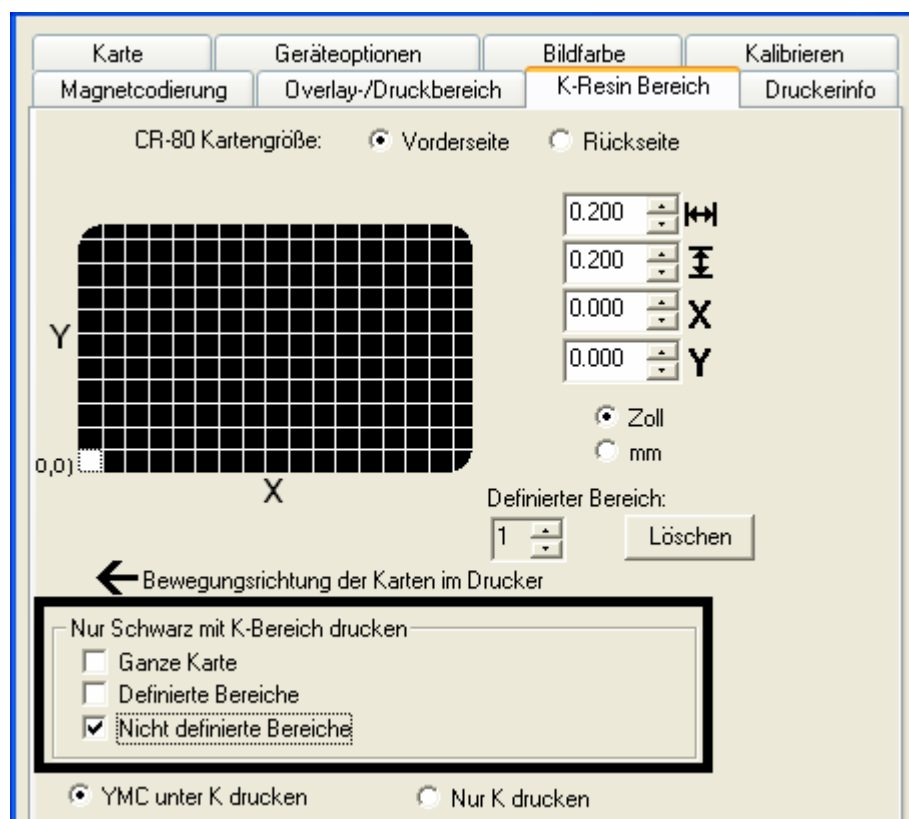 Karte Geräteoptionen Bildfarbe Kalibrieren
Magnetcodierung Overlay-/Druckbereich K-Resin Bereich Druckerinfo
CR-80 Kartengröße: Vorderseite Rückseite
0.200
0.200
0.000 X
0.000 Y
Y
Zoll
mm
0,0)
X
Definierter Bereich:
1 Löschen
Bewegungsrichtung der Karten im Drucker
Nur Schwarz mit K-Bereich drucken
Ganze Karte
Definierte Bereiche
Nicht definierte Bereiche
YMC unter K drucken Nur K drucken